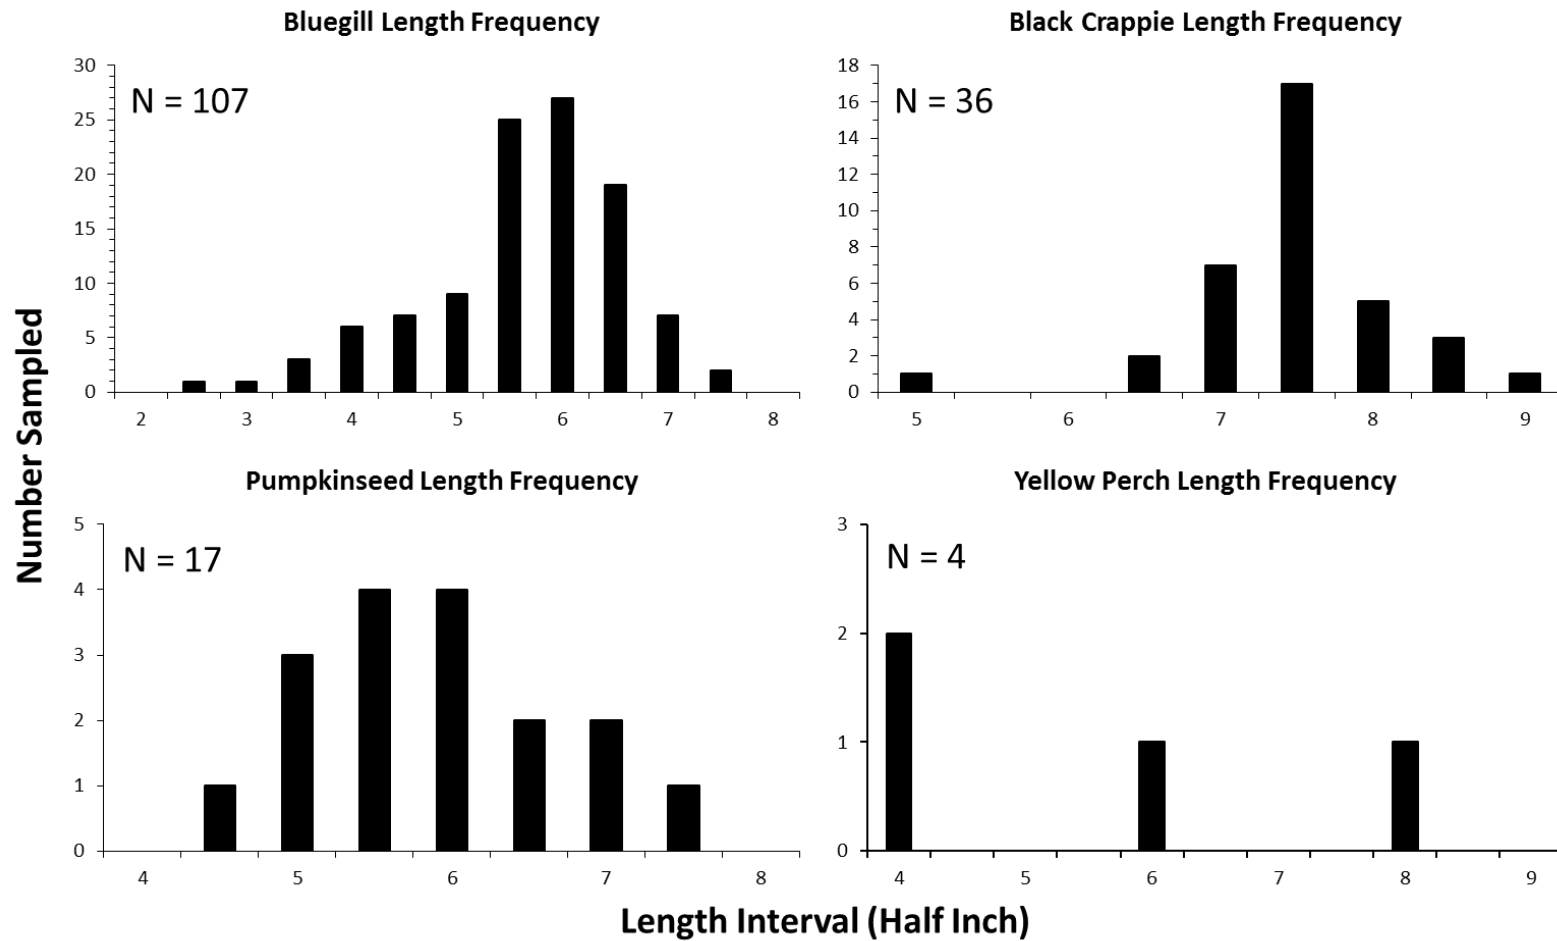 Bluegill Length Frequency
30
25
20
15
10
5
0
N = 107
2 3 4 5 6 7 8
Black Crappie Length Frequency
18
16
14
12
10
8
6
4
2
0
N = 36
5 6 7 8 9
Number Sampled
Pumpkinseed Length Frequency
5
4
3
2
1
0
N = 17
4 5 6 7 8
Yellow Perch Length Frequency
3
2
1
0
N = 4
4 5 6 7 8 9
Length Interval (Half Inch)